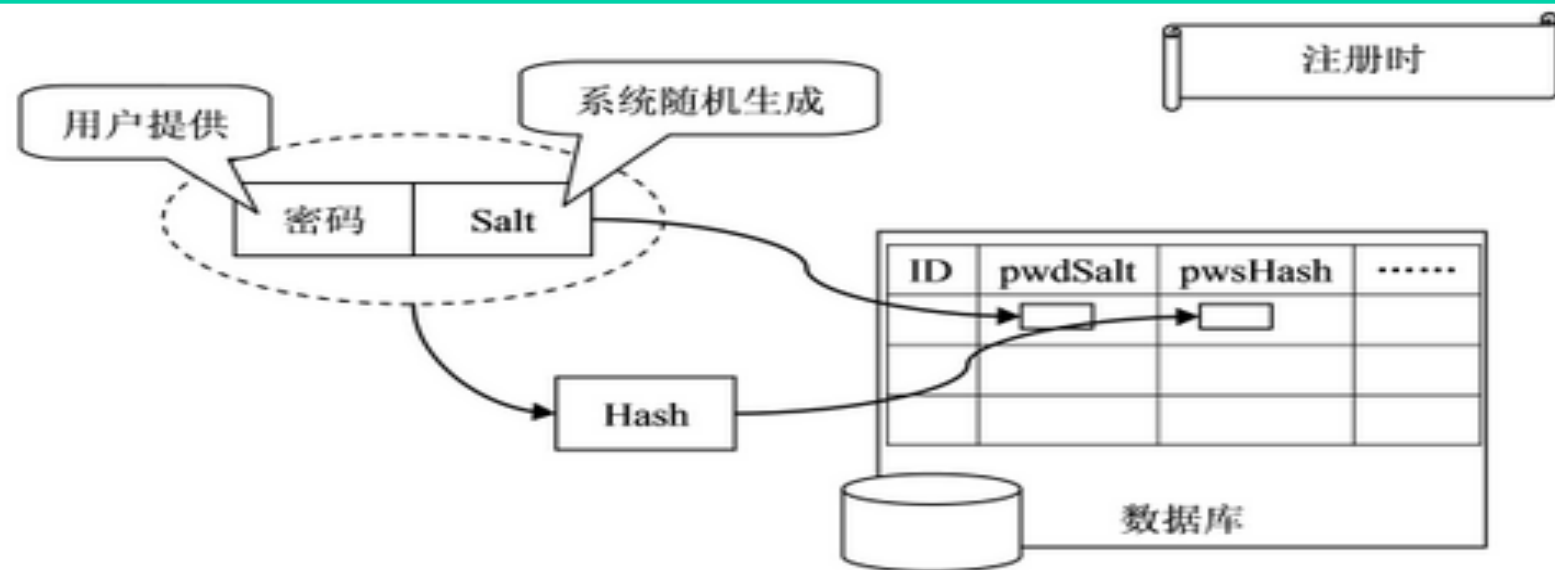 注册时
用户提供
系统随机生成
密码
Salt
ID
pwdSalt
pwsHash
······
Hash
数据库